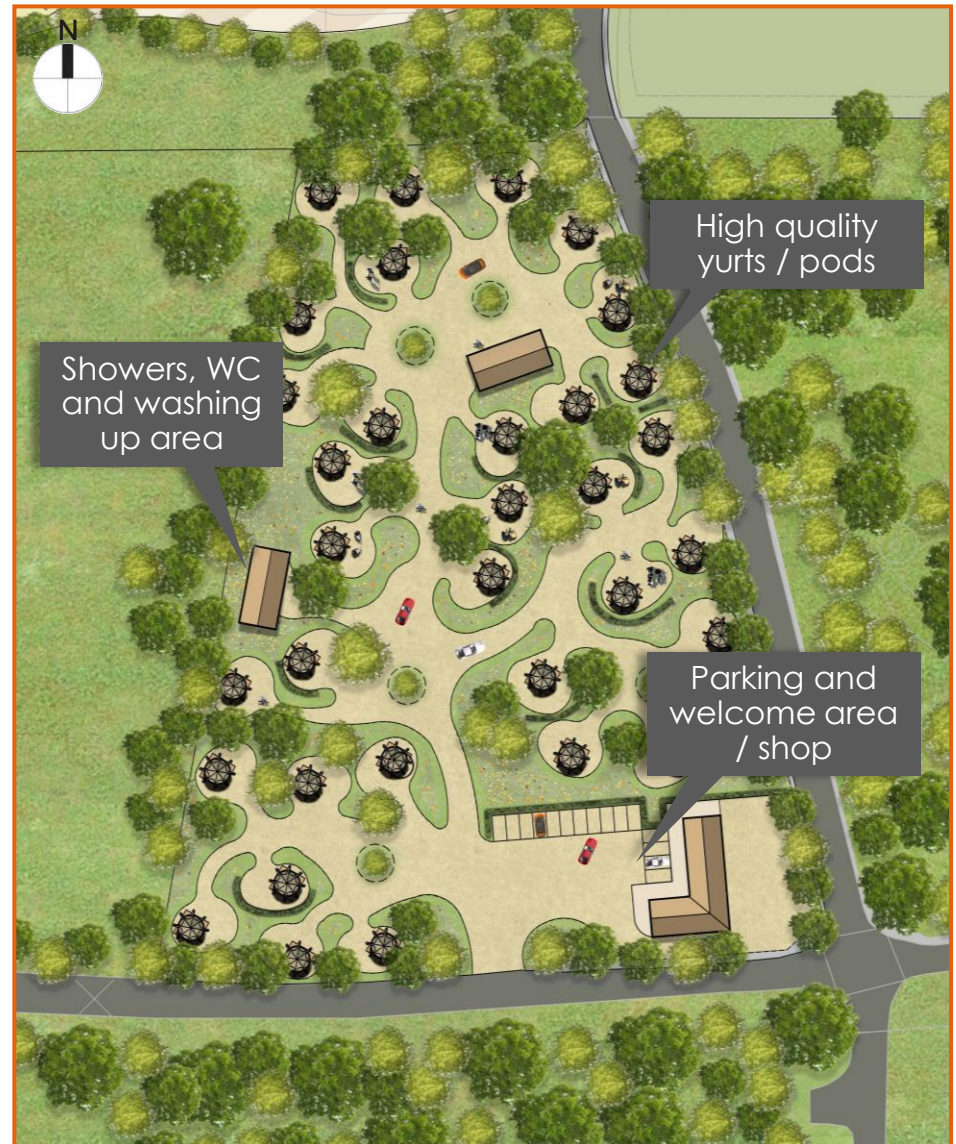 N
High quality
yurts / pods
Showers, WC
and washing
up area
Parking and
welcome area
/ shop